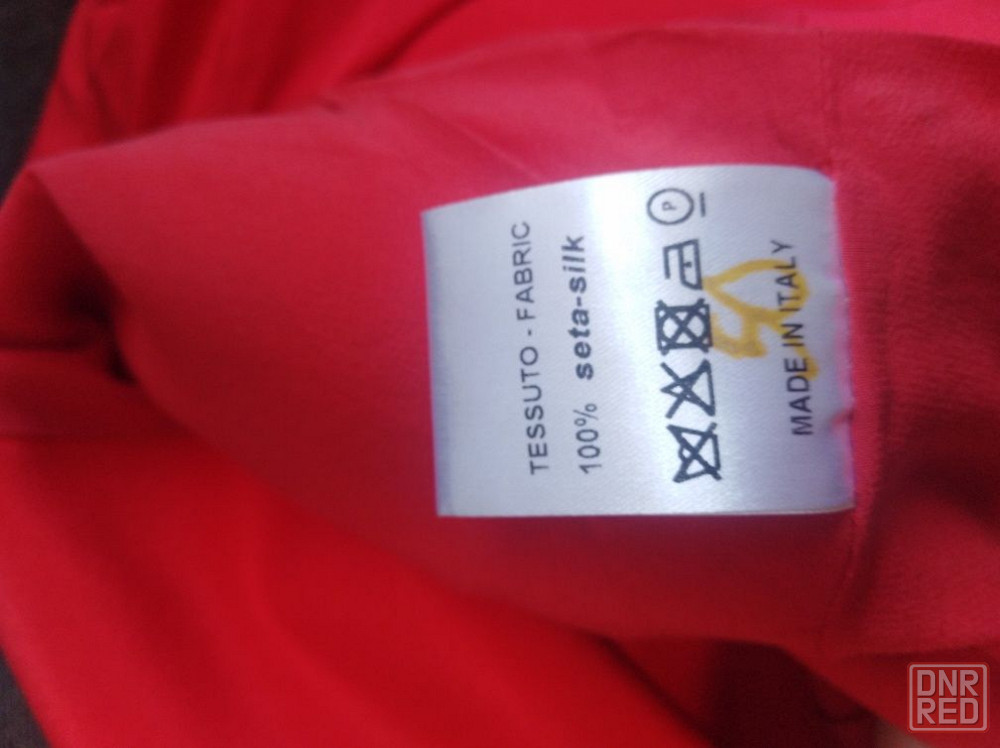 TESSUTO - FABRIC
100% seta-silk
P
MADE IN ITALY
DNR
RED